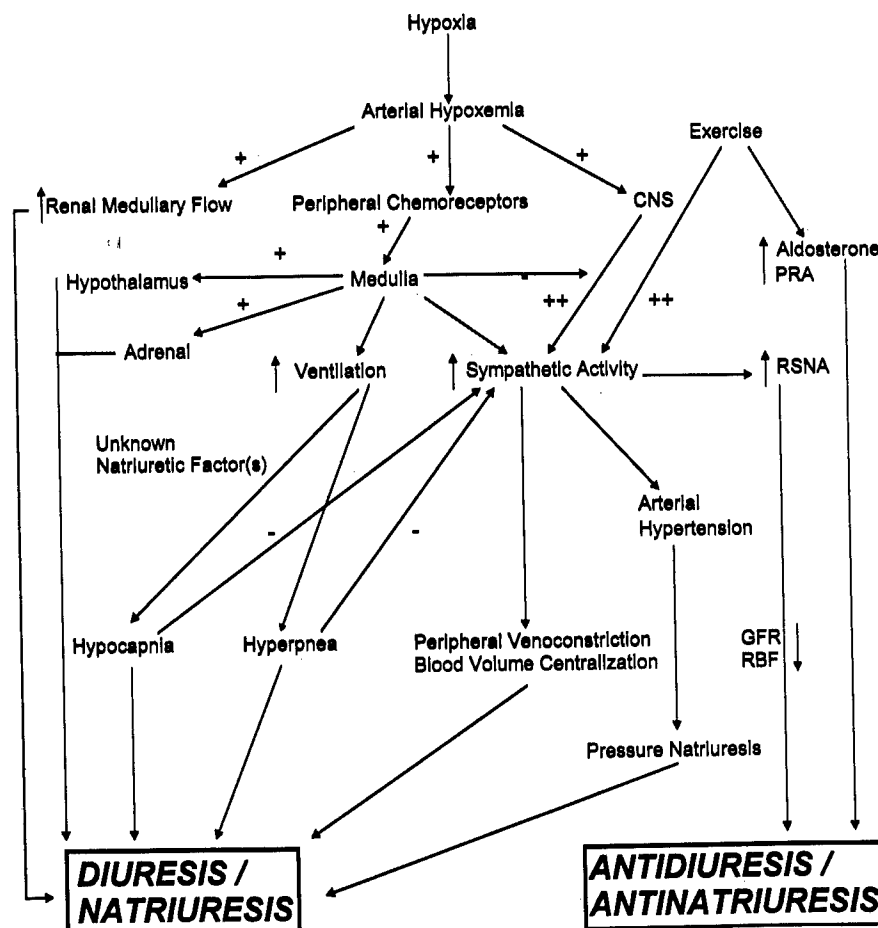 Hypoxia
Arterial Hypoxemia
Exercise
+
+
+
Renal Medullary Flow
Peripheral Chemoreceptors
CNS
+
Aldosterone
PRA
+
Hypothalamus
Medulla
-
+
++
++
Adrenal
Ventilation
Sympathetic Activity
RSNA
Unknown
Natriuretic Factor(s)
Arterial
Hypertension
-
-
Hypocapnia
Hyperpnea
Peripheral Venoconstriction
Blood Volume Centralization
GFR
RBF
Pressure Natriuresis
DIURESIS /
NATRIURESIS
ANTIDIURESIS /
ANTINATRIURESIS